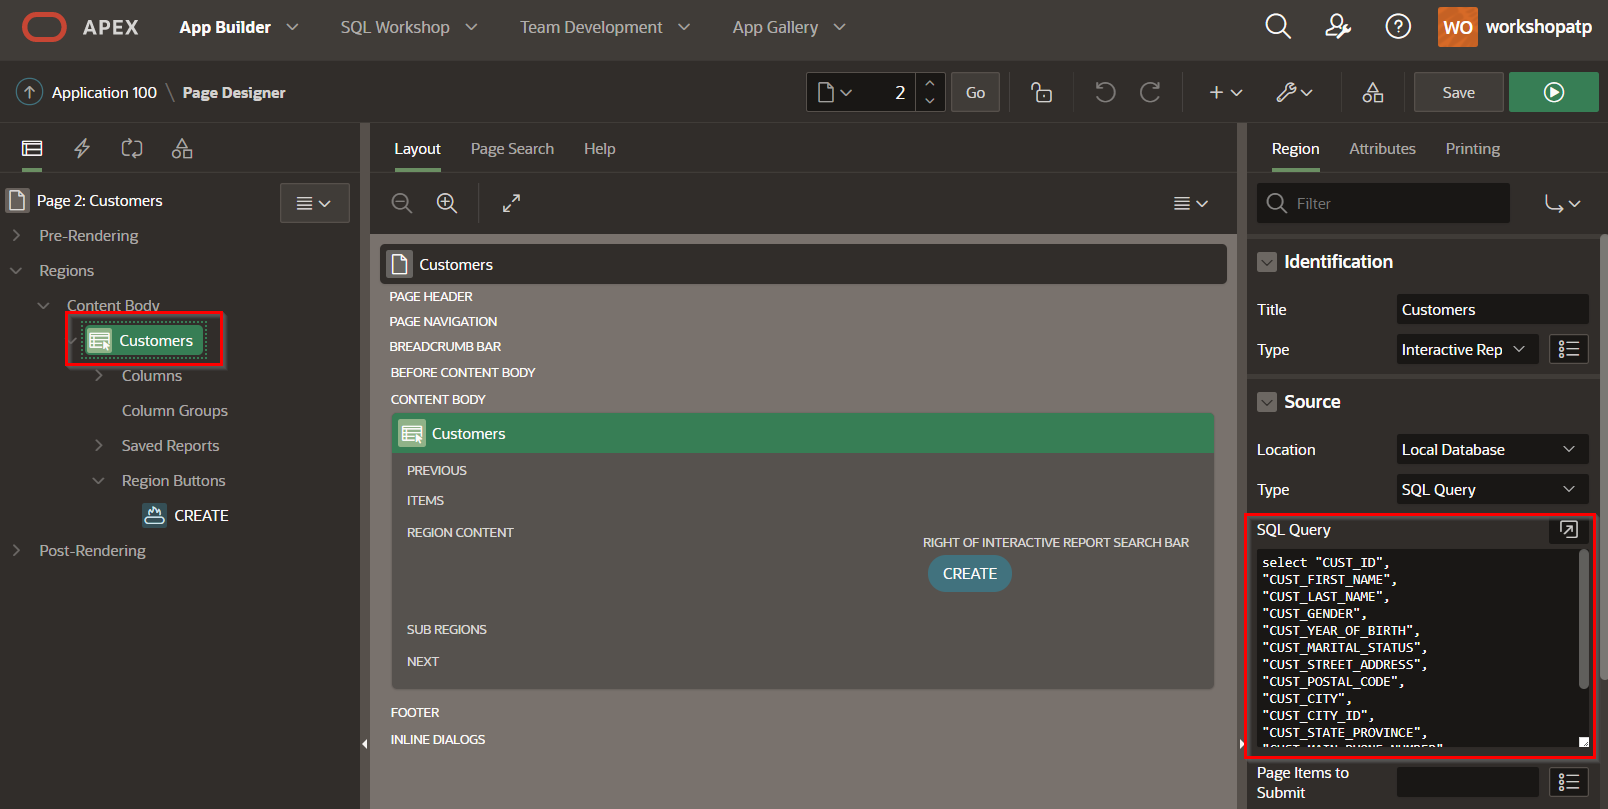 APEX App Builder SQL Workshop Team Development App Gallery WO workshopatp
Application 100 \ Page Designer 2 Go Save
Layout Page Search Help
Region Attributes Printing
Page 2: Customers
Filter
Pre-Rendering
Regions
Content Body
Customers
Columns
Column Groups
Saved Reports
Region Buttons
CREATE
Post-Rendering
Customers
PAGE HEADER
PAGE NAVIGATION
BREADCRUMB BAR
BEFORE CONTENT BODY
CONTENT BODY
Customers
PREVIOUS
ITEMS
REGION CONTENT
RIGHT OF INTERACTIVE REPORT SEARCH BAR
CREATE
SUB REGIONS
NEXT
FOOTER
INLINE DIALOGS
Identification
Title Customers
Type Interactive Rep
Source
Location Local Database
Type SQL Query
SQL Query
select "CUST_ID",
"CUST_FIRST_NAME",
"CUST_LAST_NAME",
"CUST_GENDER",
"CUST_YEAR_OF_BIRTH",
"CUST_MARITAL_STATUS",
"CUST_STREET_ADDRESS",
"CUST_POSTAL_CODE",
"CUST_CITY",
"CUST_CITY_ID",
"CUST_STATE_PROVINCE",
"CUST_MAIN_PHONE_NUMBER"
Page Items to
Submit